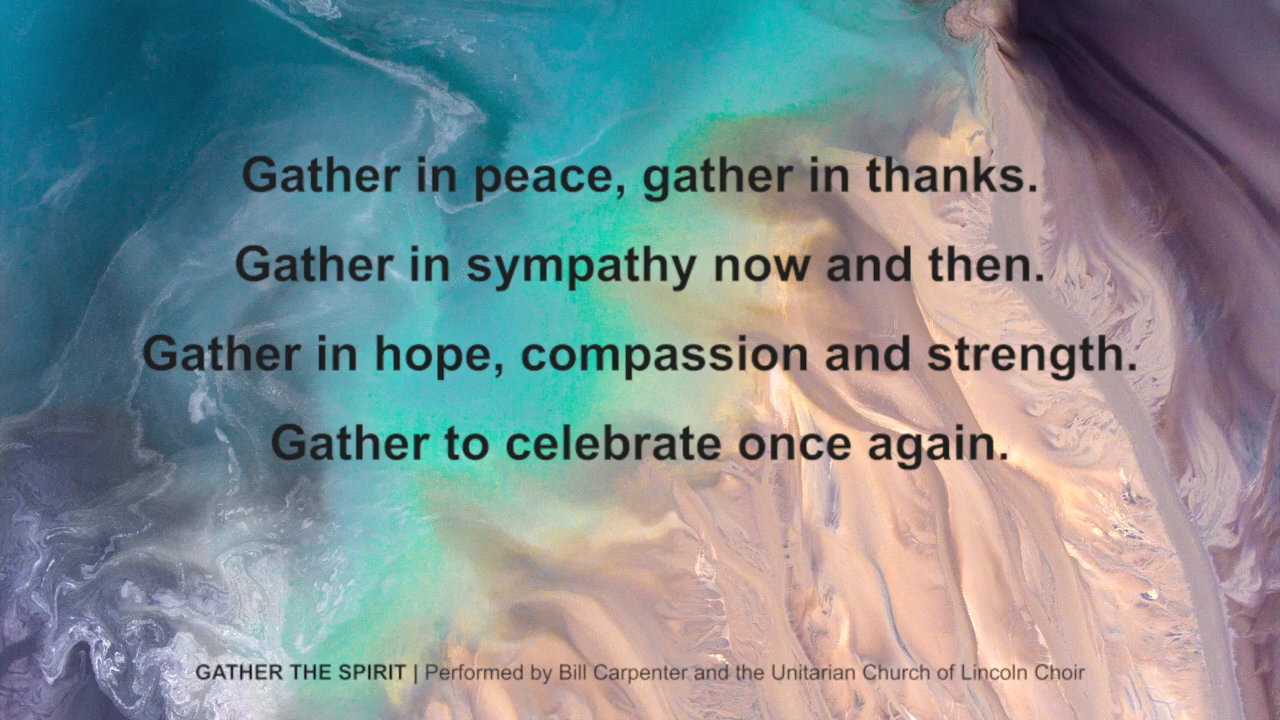 Gather in peace, gather in thanks.
Gather in sympathy now and then.
Gather in hope, compassion and strength.
Gather to celebrate once again.
GATHER THE SPIRIT | Performed by Bill Carpenter and the Unitarian Church of Lincoln Choir